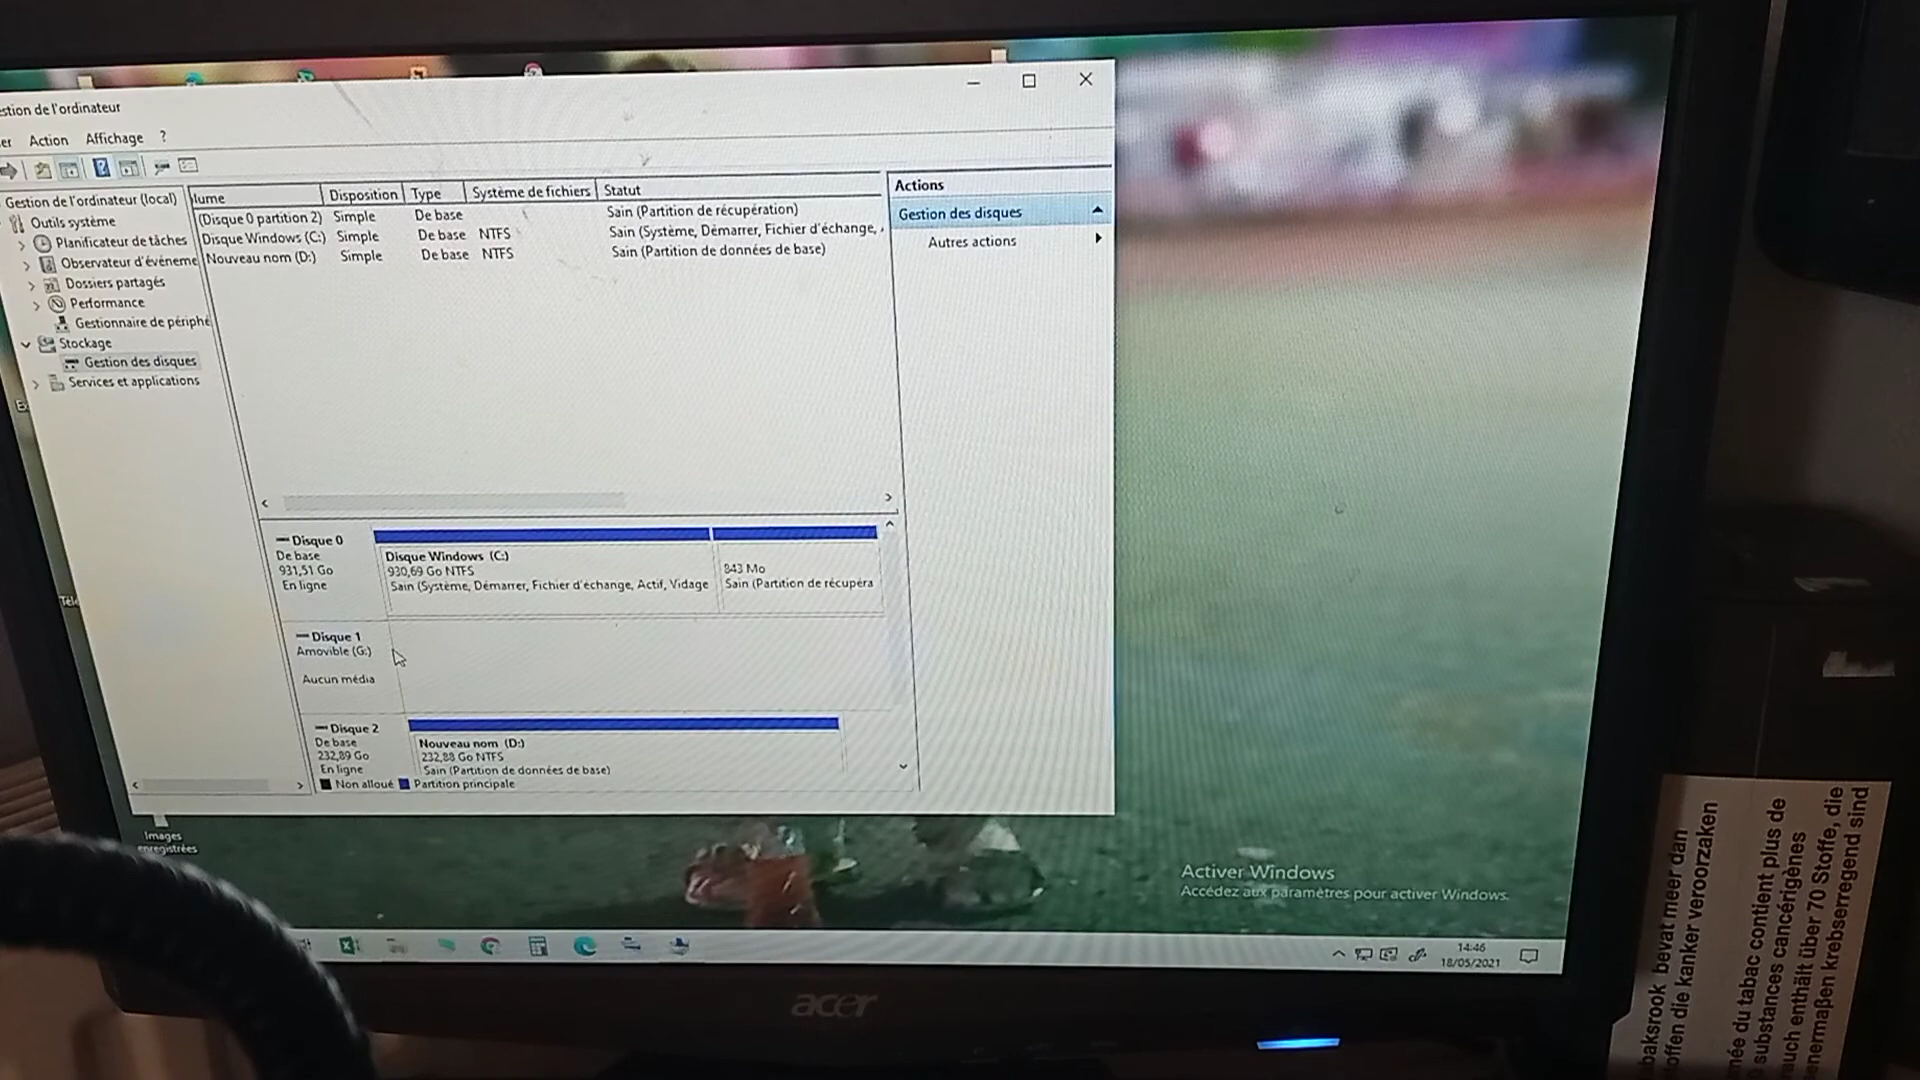 stion de l'ordinateur
er Action Affichage ?
Gestion de l'ordinateur (local)
Outils système
Planificateur de tâches
Observateur d'événeme
Dossiers partagés
Performance
Gestionnaire de périphé
Stockage
Gestion des disques
Services et applications
lume Disposition Type Système de fichiers Statut
(Disque 0 partition 2) Simple De base Sain (Partition de récupération)
Disque Windows (C:) Simple De base NTFS Sain (Système, Démarrer, Fichier d'échange,
Nouveau nom (D:) Simple De base NTFS Sain (Partition de données de base)
Actions
Gestion des disques
Autres actions
Disque 0
De base
931,51 Go
En ligne
Disque Windows (C:)
930,69 Go NTFS
Sain (Système, Démarrer, Fichier d'échange, Actif, Vidage
843 Mo
Sain (Partition de récupéra
Disque 1
Amovible (G:)
Aucun média
Disque 2
De base
232,89 Go
En ligne
Nouveau nom (D:)
232,88 Go NTFS
Sain (Partition de données de base)
Non alloué Partition principale
Images
enregistrées
Activer Windows
Accédez aux paramètres pour activer Windows.
14:46
18/05/2021
acer
baksrook bevat meer dan
offen die kanker veroorzaken
mée du tabac contient plus de
substances cancérigènes
auch enthält über 70 Stoffe, die
enermaßen krebserregend sind